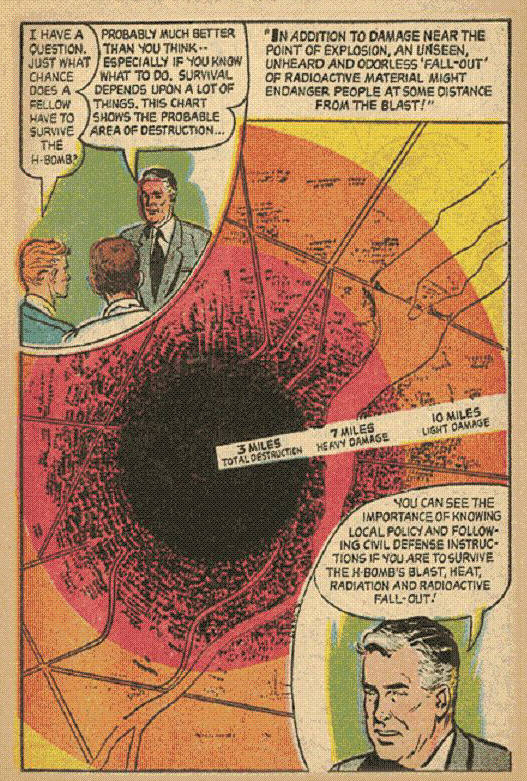 I HAVE A
QUESTION.
JUST WHAT
CHANCE
DOES A
FELLOW
HAVE TO
SURVIVE
THE
H-BOMB?
PROBABLY MUCH BETTER
THAN YOU THINK--
ESPECIALLY IF YOU KNOW
WHAT TO DO. SURVIVAL
DEPENDS UPON A LOT OF
THINGS. THIS CHART
SHOWS THE PROBABLE
AREA OF DESTRUCTION...
"IN ADDITION TO DAMAGE NEAR THE
POINT OF EXPLOSION, AN UNSEEN,
UNHEARD AND ODORLESS 'FALL-OUT'
OF RADIOACTIVE MATERIAL MIGHT
ENDANGER PEOPLE AT SOME DISTANCE
FROM THE BLAST!"
3 MILES
TOTAL DESTRUCTION
7 MILES
HEAVY DAMAGE
10 MILES
LIGHT DAMAGE
YOU CAN SEE THE
IMPORTANCE OF KNOWING
LOCAL POLICY AND FOLLOW-
ING CIVIL DEFENSE INSTRUC-
TIONS IF YOU ARE TO SURVIVE
THE H-BOMB'S BLAST, HEAT,
RADIATION AND RADIOACTIVE
FALL-OUT!